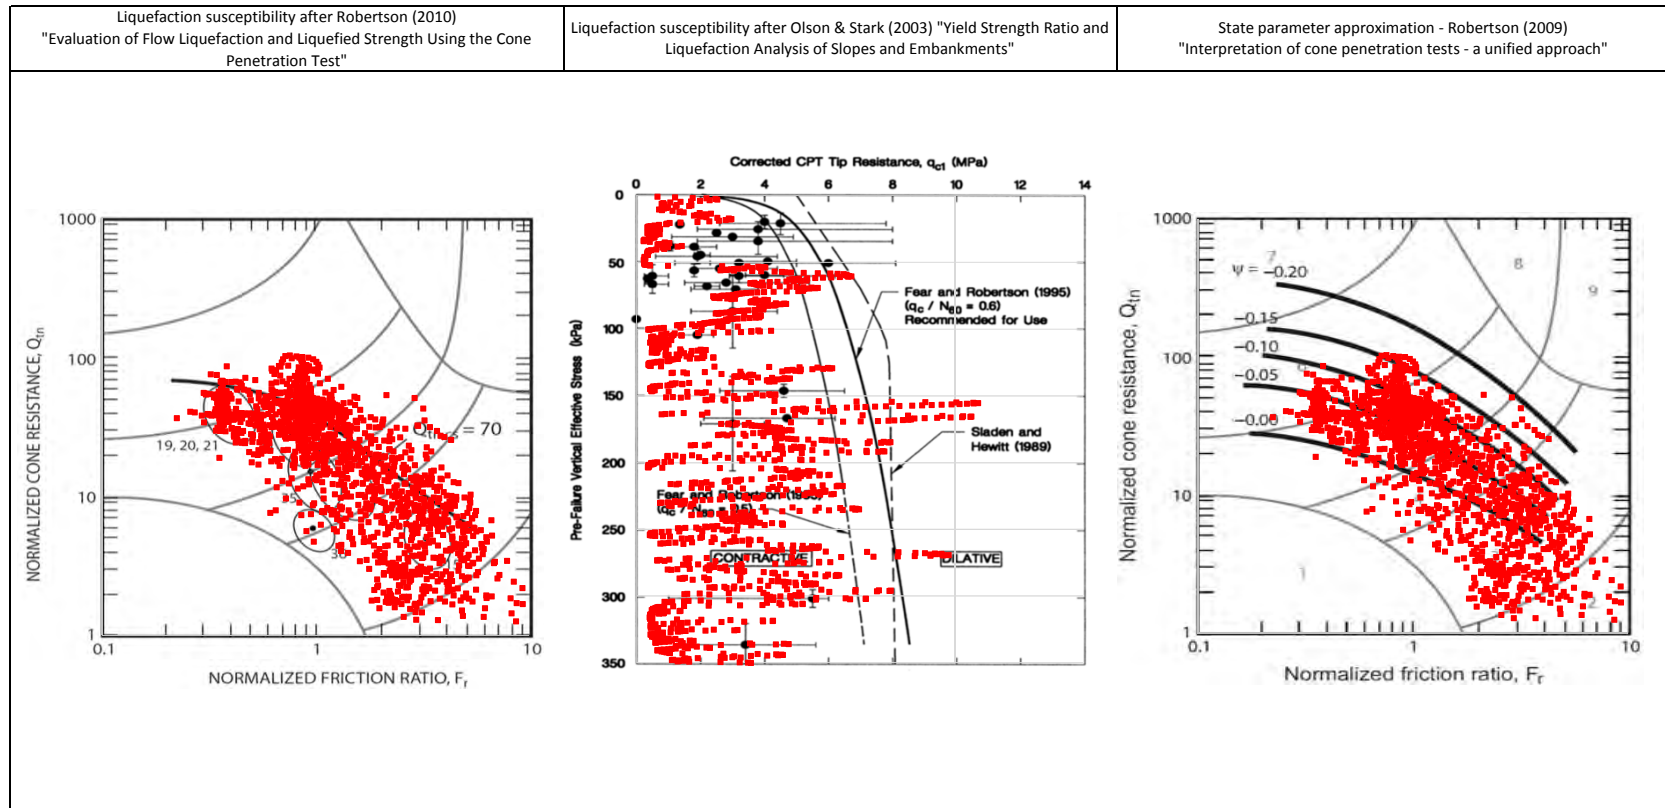 Liquefaction susceptibility after Robertson (2010)
"Evaluation of Flow Liquefaction and Liquefied Strength Using the Cone
Penetration Test"
Liquefaction susceptibility after Olson & Stark (2003) "Yield Strength Ratio and
Liquefaction Analysis of Slopes and Embankments"
State parameter approximation - Robertson (2009)
"Interpretation of cone penetration tests - a unified approach"
1000
100
10
1
0.1
1
10
NORMALIZED CONE RESISTANCE, Qtn
NORMALIZED FRICTION RATIO, Fr
19, 20, 21
= 70
Corrected CPT Tip Resistance, qc1 (MPa)
0 2 4 6 8 10 12 14
0
50
100
150
200
250
300
350
Pre-Failure Vertical Effective Stress (kPa)
Fear and Robertson (1995)
(qc / N60 = 0.6)
Recommended for Use
Sladen and
Hewitt (1989)
Fear and Robertson
CONTRACTIVE
DILATIVE
1000
100
10
1
0.1
1
10
Normalized cone resistance, Qtn
Normalized friction ratio, Fr
ψ = -0.20
-0.15
-0.10
-0.05
7
8
9
1
2